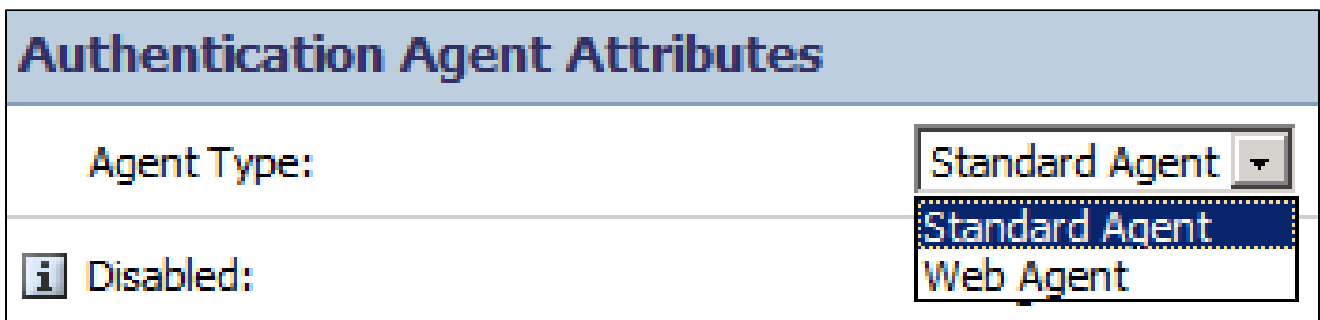 Authentication Agent Attributes
Agent Type:
Standard Agent
Standard Agent
Web Agent
i
Disabled: